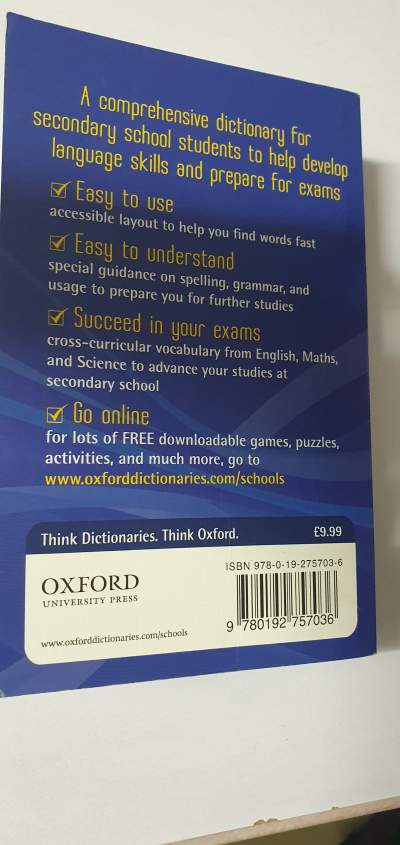 A comprehensive dictionary for
secondary school students to help develop
language skills and prepare for exams
Easy to use
accessible layout to help you find words fast
Easy to understand
special guidance on spelling, grammar, and
usage to prepare you for further studies
Succeed in your exams
cross-curricular vocabulary from English, Maths,
and Science to advance your studies at
secondary school
Go online
for lots of FREE downloadable games, puzzles,
activities, and much more, go to
www.oxforddictionaries.com/schools
Think Dictionaries. Think Oxford.
£9.99
OXFORD
UNIVERSITY PRESS
www.oxforddictionaries.com/schools
ISBN 978-0-19-275703-6
9 780192 757036